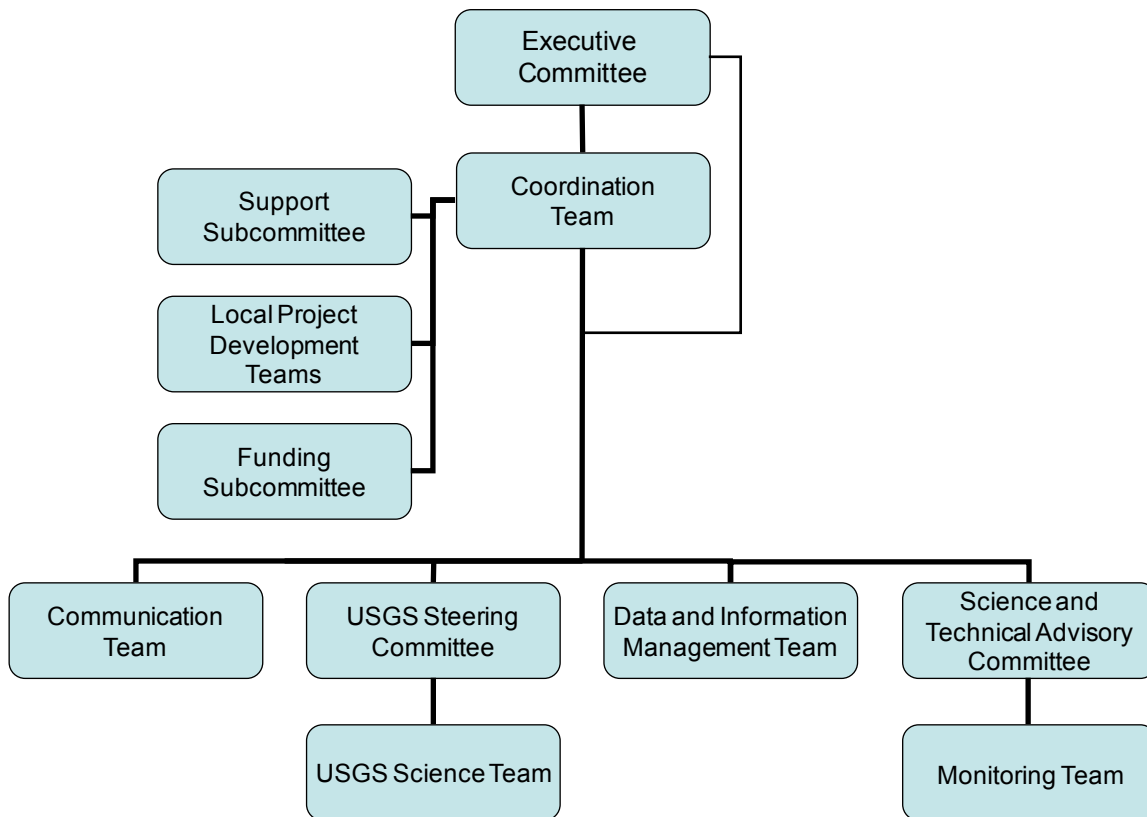 Executive
Committee
Coordination
Team
Support
Subcommittee
Local Project
Development
Teams
Funding
Subcommittee
Communication
Team
USGS Steering
Committee
Data and Information
Management Team
Science and
Technical Advisory
Committee
USGS Science Team
Monitoring Team